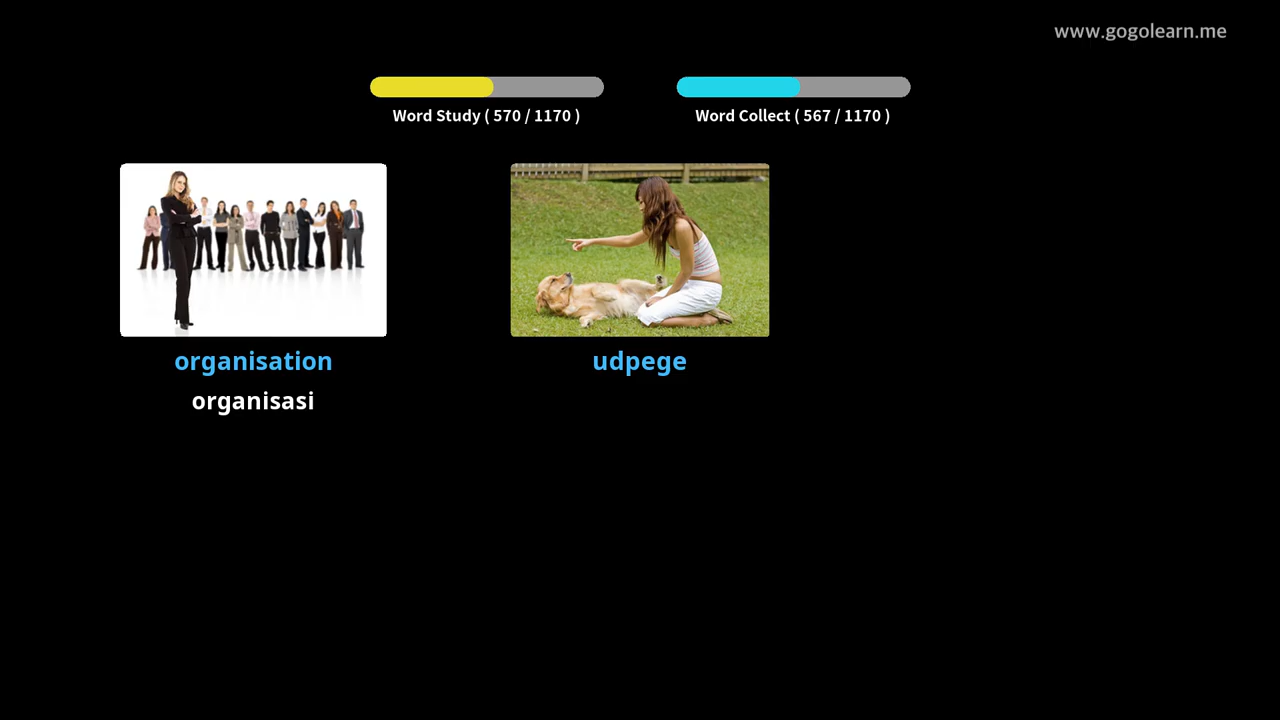 www.gogolearn.me
Word Study ( 570 / 1170 )
Word Collect ( 567 / 1170 )
organisation
udpege
organisasi